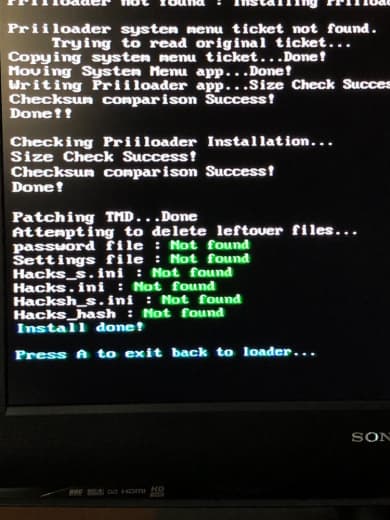 Priiloader not found : Installing Priiload
Priiloader system menu ticket not found.
Trying to read original ticket...
Copying system menu ticket...Done!
Moving System Menu app...Done!
Writing Priiloader app...Size Check Succes
Checksum comparison Success!
Done!!
Checking Priiloader Installation...
Size Check Success!
Checksum comparison Success!
Done!
Patching TMD...Done
Attempting to delete leftover files...
password file : Not found
Settings file : Not found
Hacks_s.ini : Not found
Hacks.ini : Not found
Hacksh_s.ini : Not found
Hacks_hash : Not found
Install done!
Press A to exit back to loader...
SON
HDMI HD